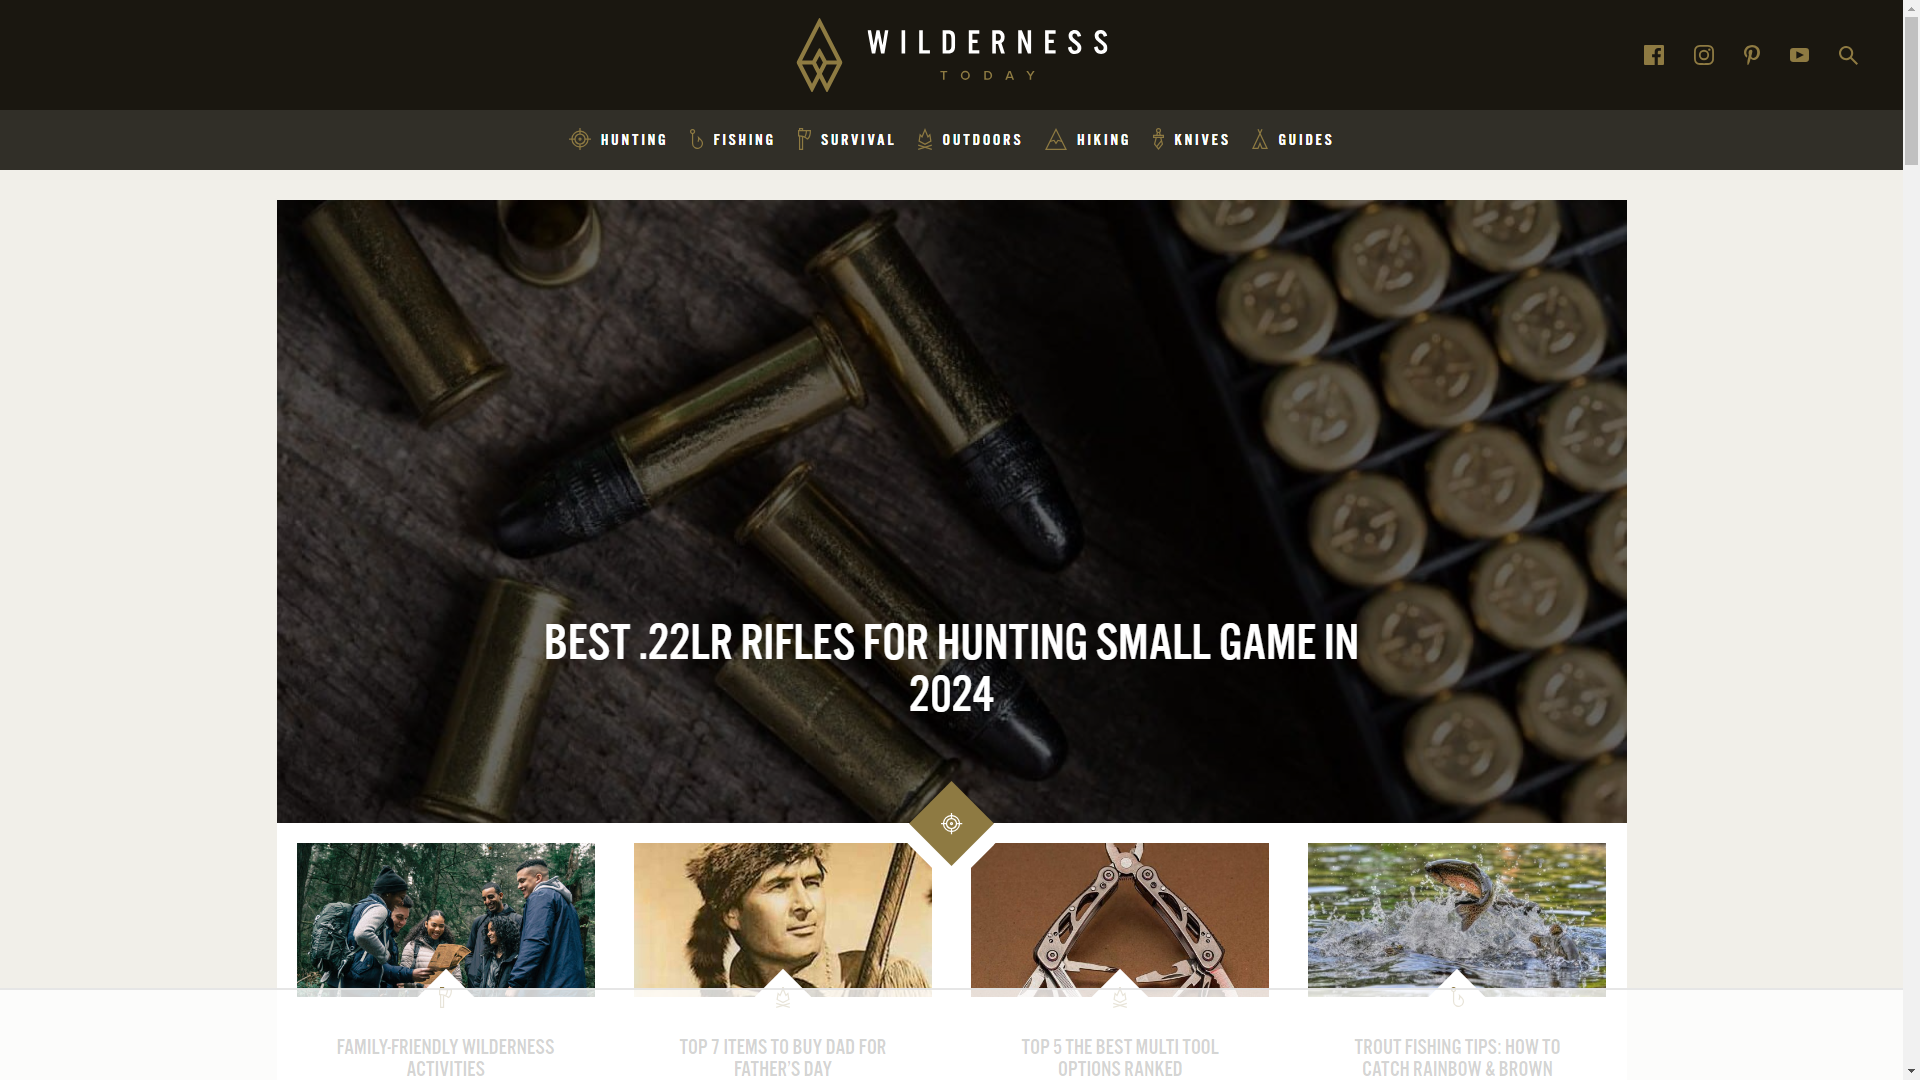 WILDERNESS
TODAY
HUNTING FISHING SURVIVAL OUTDOORS HIKING KNIVES GUIDES
BEST .22LR RIFLES FOR HUNTING SMALL GAME IN
2024
FAMILY-FRIENDLY WILDERNESS
ACTIVITIES
TOP 7 ITEMS TO BUY DAD FOR
FATHER'S DAY
TOP 5 THE BEST MULTI TOOL
OPTIONS RANKED
TROUT FISHING TIPS: HOW TO
CATCH RAINBOW & BROWN